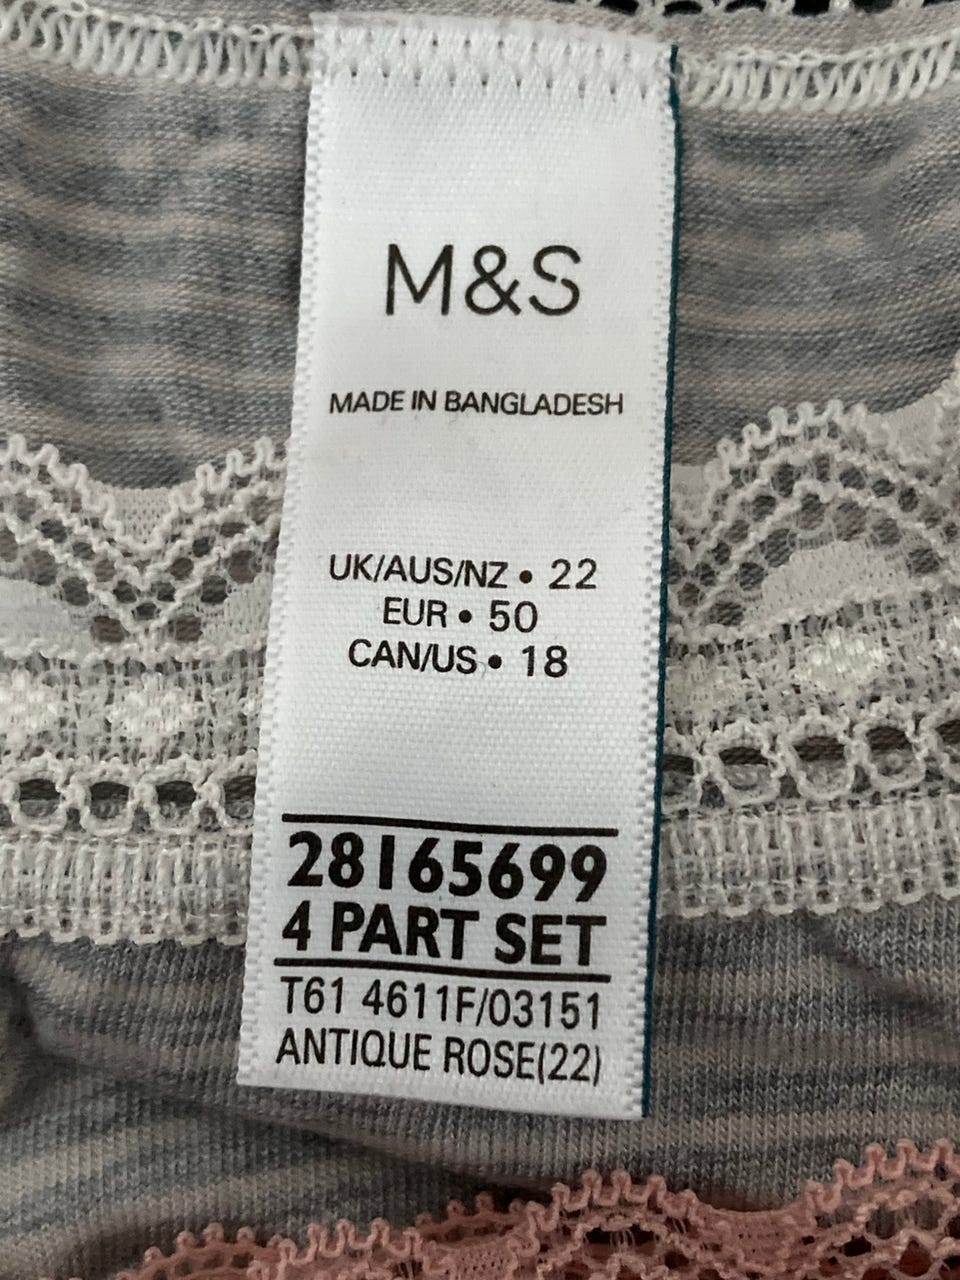 M&S
MADE IN BANGLADESH
UK/AUS/NZ • 22
EUR • 50
CAN/US • 18
28165699
4 PART SET
T61 4611F/03151
ANTIQUE ROSE(22)